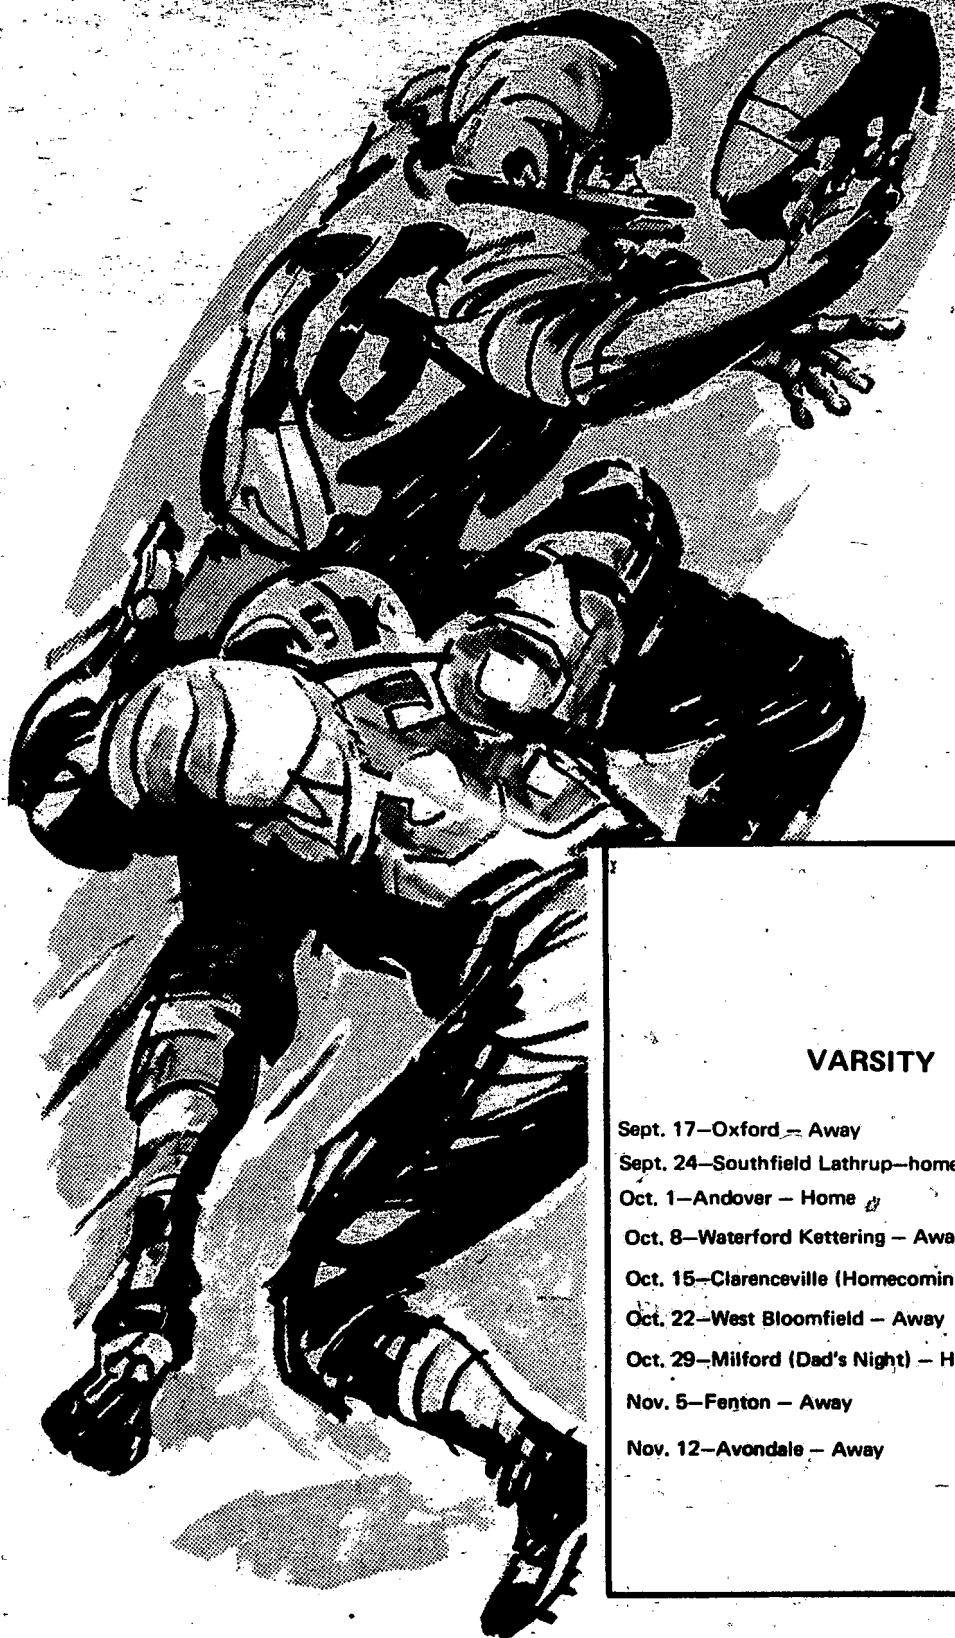 VARSITY
Sept. 17—Oxford — Away
Sept. 24—Southfield Lathrup—home
Oct. 1—Andover — Home
Oct. 8—Waterford Kettering — Awa
Oct. 15—Clarenceville (Homecomin
Oct. 22—West Bloomfield — Away
Oct. 29—Milford (Dad's Night) — H
Nov. 5—Fenton — Away
Nov. 12—Avondale — Away